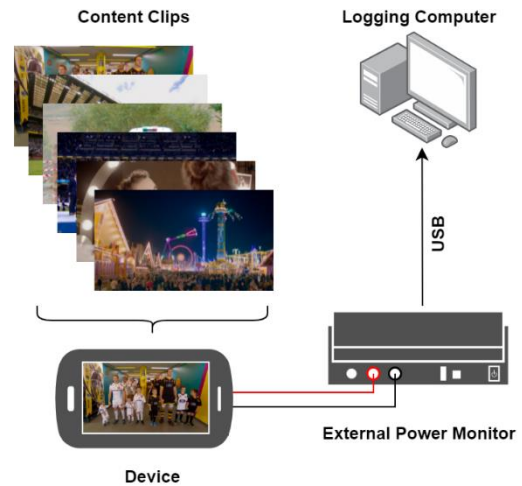 Content Clips
Logging Computer
USB
External Power Monitor
Device